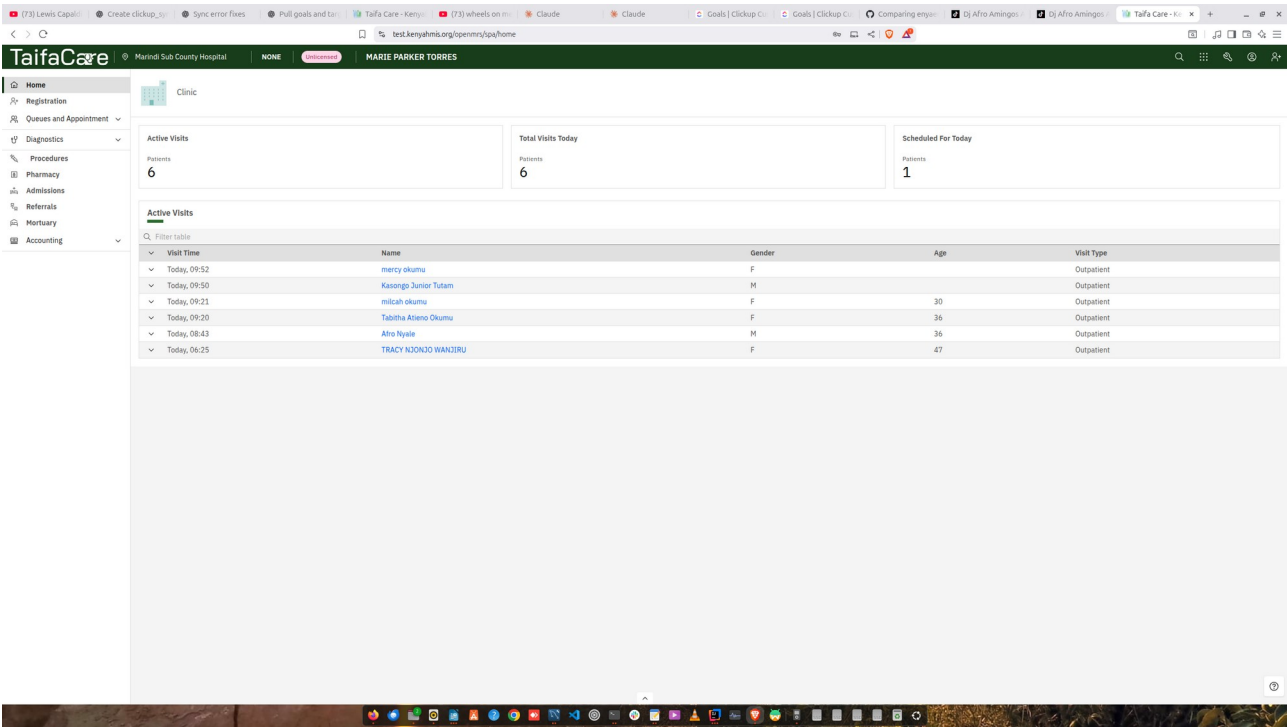 (73) Lewis Capald
Create clickup_sy
Sync error fixes
Pull goals and tar
Taifa Care - Kenya
(73) wheels on me
Claude
Claude
Goals | Clickup Cu
Goals | Clickup Cu
Comparing enyae
Dj Afro Amingos
Dj Afro Amingos
Taifa Care - Ke
test.kenyahmis.org/openmrs/spa/home
TaifaCare
Marindi Sub County Hospital
NONE
Unlicensed
MARIE PARKER TORRES
Home
Registration
Queues and Appointment
Diagnostics
Procedures
Pharmacy
Admissions
Referrals
Mortuary
Accounting
Clinic
Active Visits
Patients
6
Total Visits Today
Patients
6
Scheduled For Today
Patients
1
Active Visits
Filter table
Visit Time Name Gender Age Visit Type
Today, 09:52 mercy okumu F Outpatient
Today, 09:50 Kasongo Junior Tutam M Outpatient
Today, 09:21 milcah okumu F 30 Outpatient
Today, 09:20 Tabitha Atieno Okumu F 36 Outpatient
Today, 08:43 Afro Nyale M 36 Outpatient
Today, 06:25 TRACY NJONJO WANJIRU F 47 Outpatient